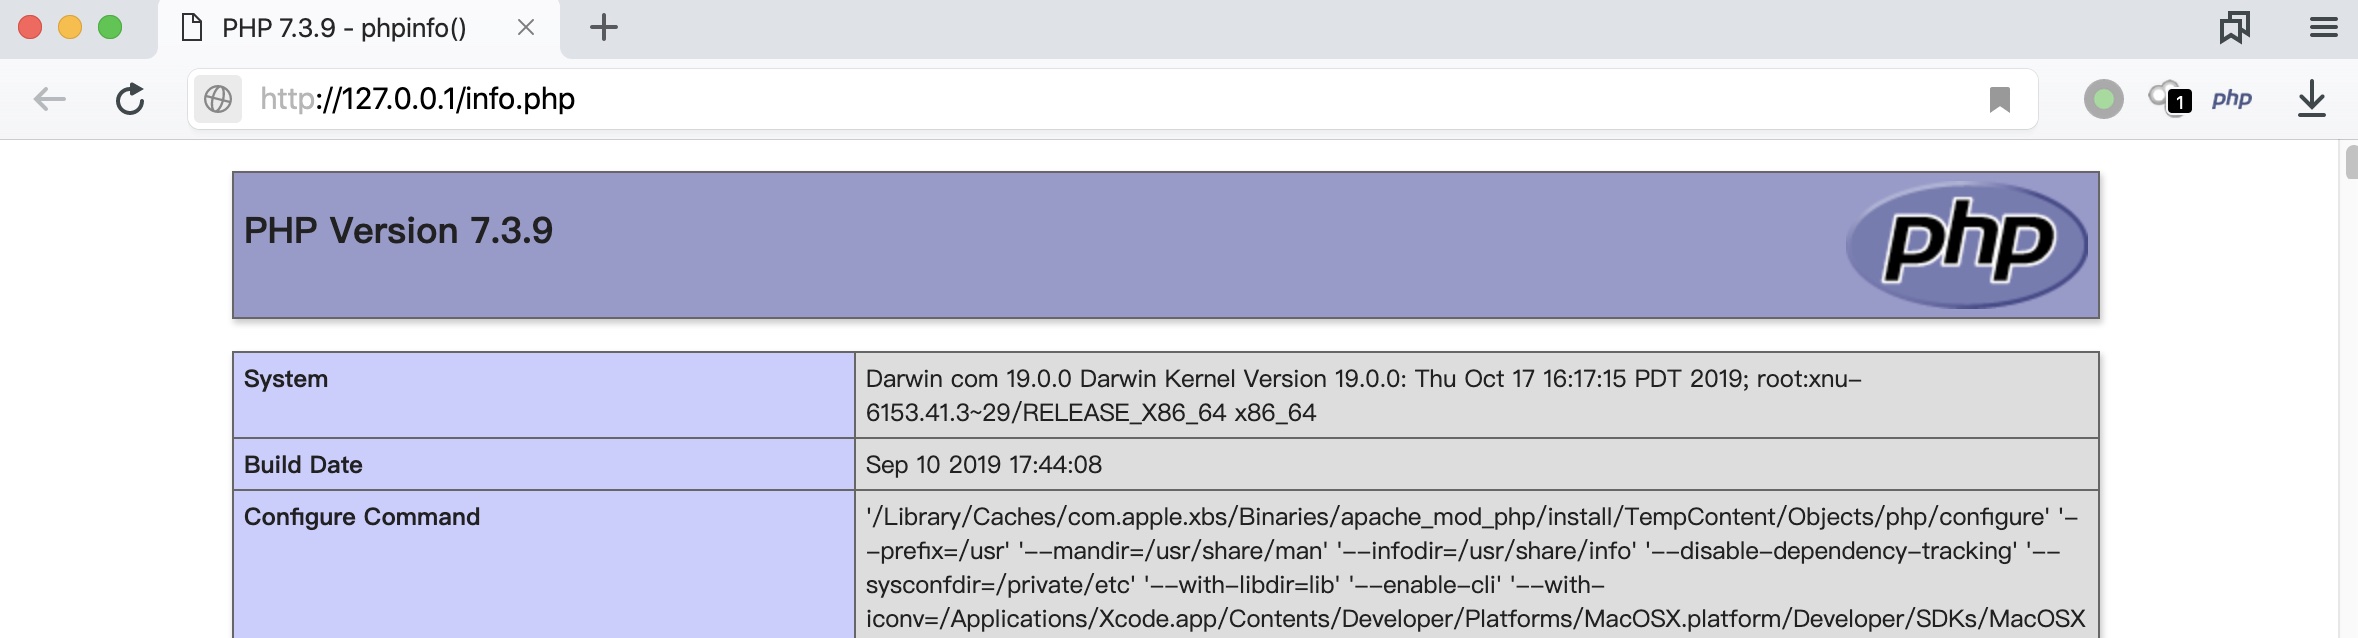 PHP 7.3.9 - phpinfo()
http://127.0.0.1/info.php
1
php
PHP Version 7.3.9
php
System
Darwin com 19.0.0 Darwin Kernel Version 19.0.0: Thu Oct 17 16:17:15 PDT 2019; root:xnu-
6153.41.3~29/RELEASE_X86_64 x86_64
Build Date
Sep 10 2019 17:44:08
Configure Command
'/Library/Caches/com.apple.xbs/Binaries/apache_mod_php/install/TempContent/Objects/php/configure' '-
-prefix=/usr' '--mandir=/usr/share/man' '--infodir=/usr/share/info' '--disable-dependency-tracking' '--
sysconfdir=/private/etc' '--with-libdir=lib' '--enable-cli' '--with-
iconv=/Applications/Xcode.app/Contents/Developer/Platforms/MacOSX.platform/Developer/SDKs/MacOSX